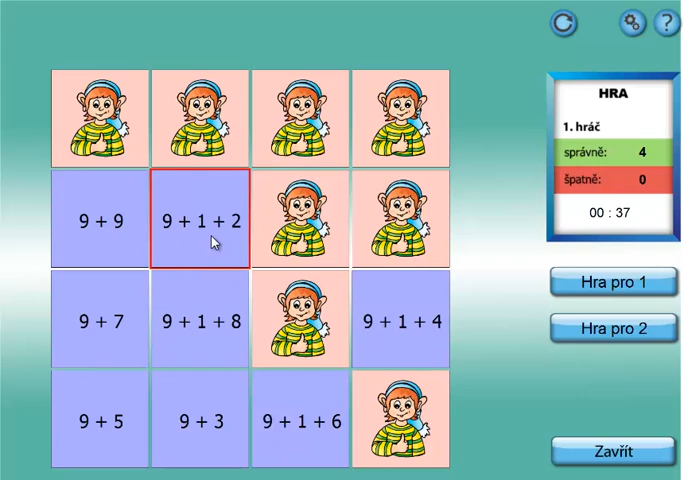 ?
HRA
1. hráč
správně: 4
špatně: 0
00 : 37
9 + 9
9 + 1 + 2
Hra pro 1
9 + 7
9 + 1 + 8
9 + 1 + 4
Hra pro 2
9 + 5
9 + 3
9 + 1 + 6
Zavřít